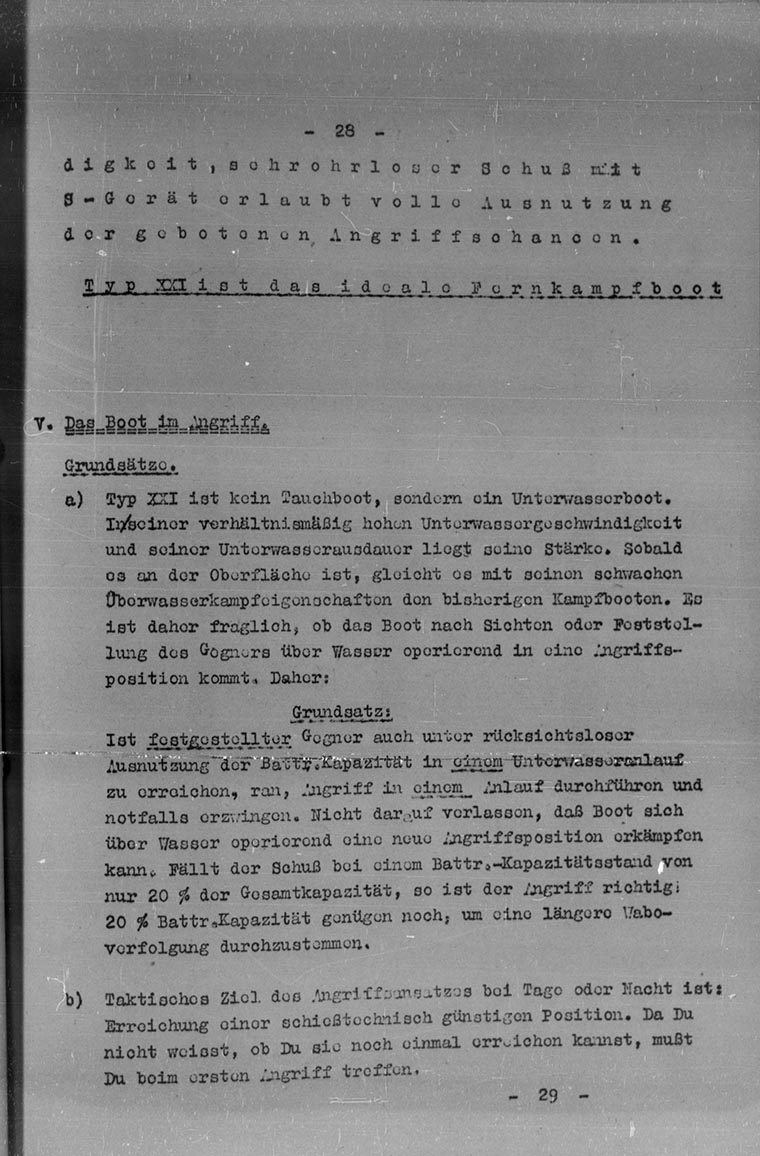 - 28 -
digkeit, sehrohrloser Schuß mit
S-Gerät erlaubt volle Ausnutzung
der gebotenen Angriffschancen.
Typ XXI ist das ideale Fernkampfboot
V. Das Boot im Angriff.
Grundsätze.
a) Typ XXI ist kein Tauchboot, sondern ein Unterwasserboot.
In/seiner verhältnismäßig hohen Unterwassergeschwindigkeit
und seiner Unterwasserausdauer liegt seine Stärke. Sobald
es an der Oberfläche ist, gleicht es mit seinen schwachen
Überwasserkampfeigenschaften den bisherigen Kampfbooten. Es
ist daher fraglich, ob das Boot nach Sichten oder Feststel-
lung des Gegners über Wasser operierend in eine Angriffs-
position kommt. Daher:
Grundsatz:
Ist festgestellter Gegner auch unter rücksichtsloser
Ausnutzung der Battr.Kapazität in einem Unterwasseranlauf
zu erreichen, ran, Angriff in einem Anlauf durchführen und
notfalls erzwingen. Nicht darauf verlassen, daß Boot sich
über Wasser operierend eine neue Angriffsposition erkämpfen
kann. Fällt der Schuß bei einem Battr.-Kapazitätsstand von
nur 20 % der Gesamtkapazität, so ist der Angriff richtig;
20 % Battr.Kapazität genügen noch, um eine längere Wabo-
verfolgung durchzustemmen.
b) Taktisches Ziel des Angriffsansatzes bei Tage oder Nacht ist:
Erreichung einer schießtechnisch günstigen Position. Da Du
nicht weisst, ob Du sie noch einmal erreichen kannst, mußt
Du beim ersten Angriff treffen.
- 29 -